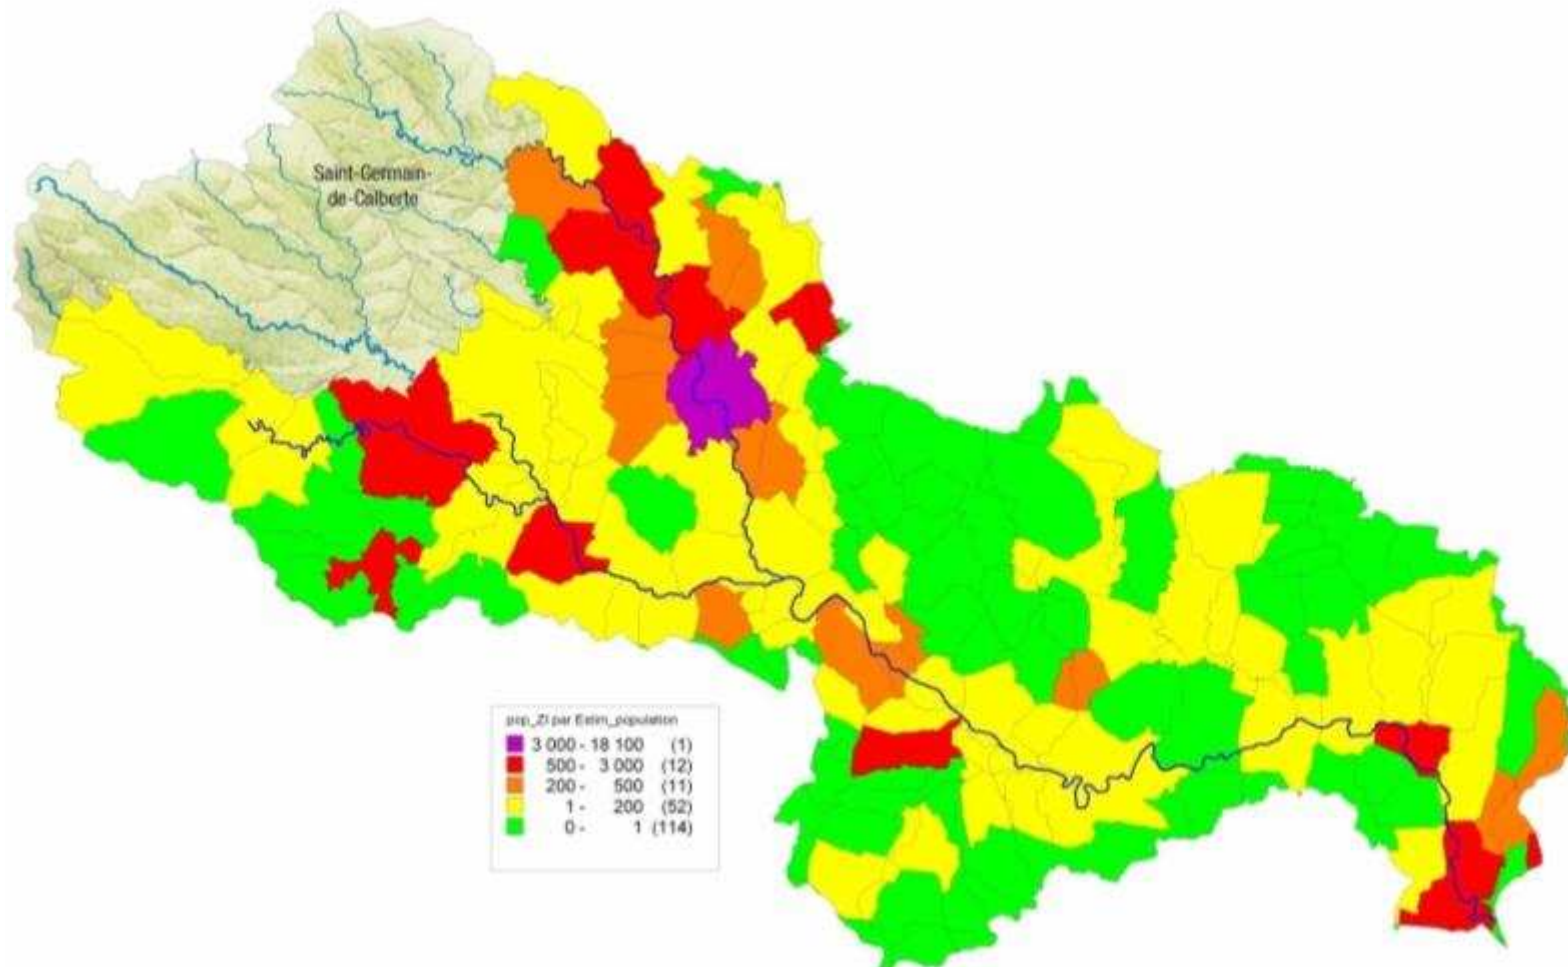 Saint-Germain-
de-Calberte
pop_ZI par Estim_population
3 000 - 18 100 (1)
500 - 3 000 (12)
200 - 500 (11)
1 - 200 (52)
0 - 1 (114)